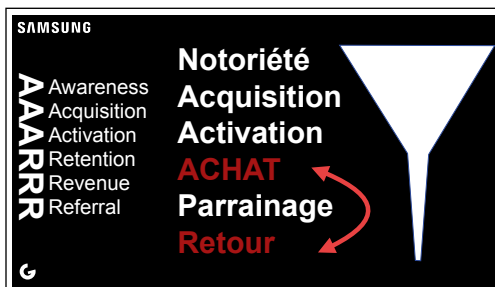 SAMSUNG
AAARRR
Awareness
Acquisition
Activation
Retention
Revenue
Referral
Notoriété
Acquisition
Activation
ACHAT
Parrainage
Retour
G